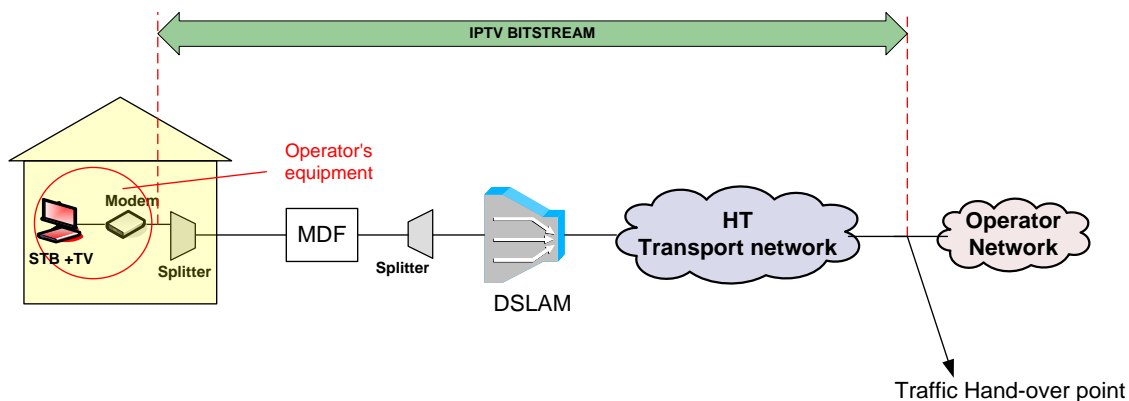 IPTV BITSTREAM
Operator's
equipment
Modem
STB +TV
Splitter
MDF
Splitter
DSLAM
HT
Transport network
Operator
Network
Traffic Hand-over point